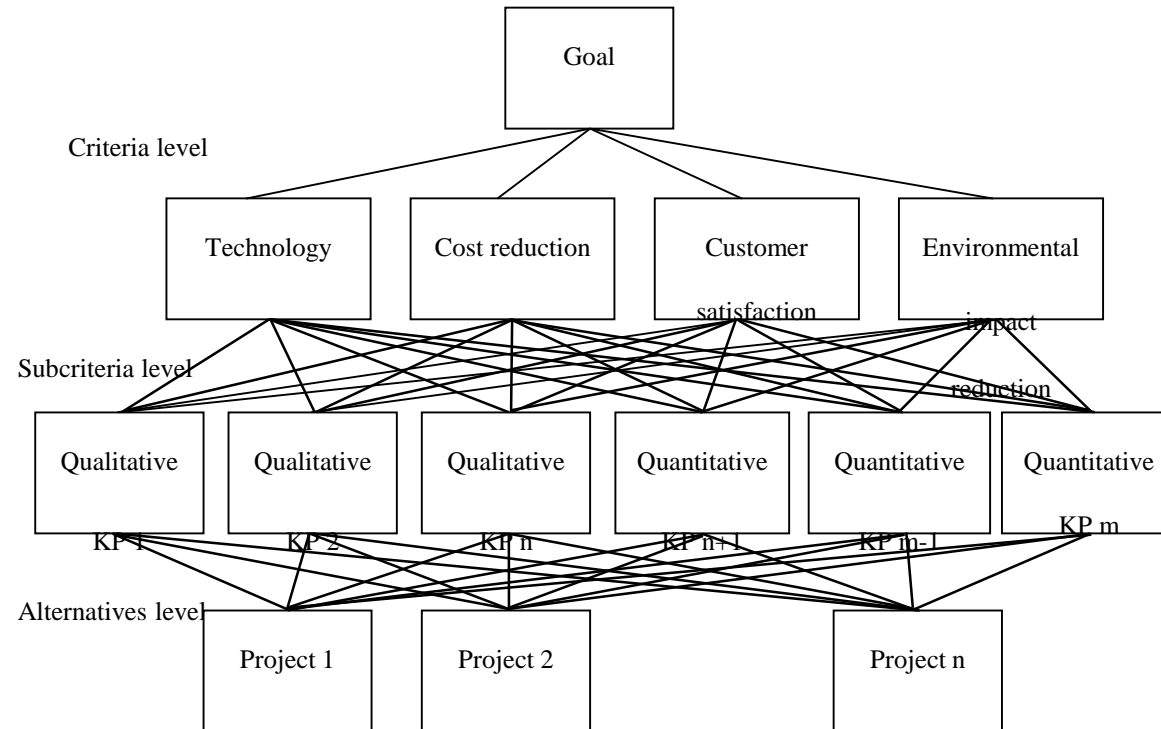 Goal
Criteria level
Technology
Cost reduction
Customer
satisfaction
Environmental
impact
reduction
Subcriteria level
Qualitative
KP 1
Qualitative
KP 2
Qualitative
KP n
Quantitative
KP n+1
Quantitative
KP m-1
Quantitative
KP m
Alternatives level
Project 1
Project 2
Project n